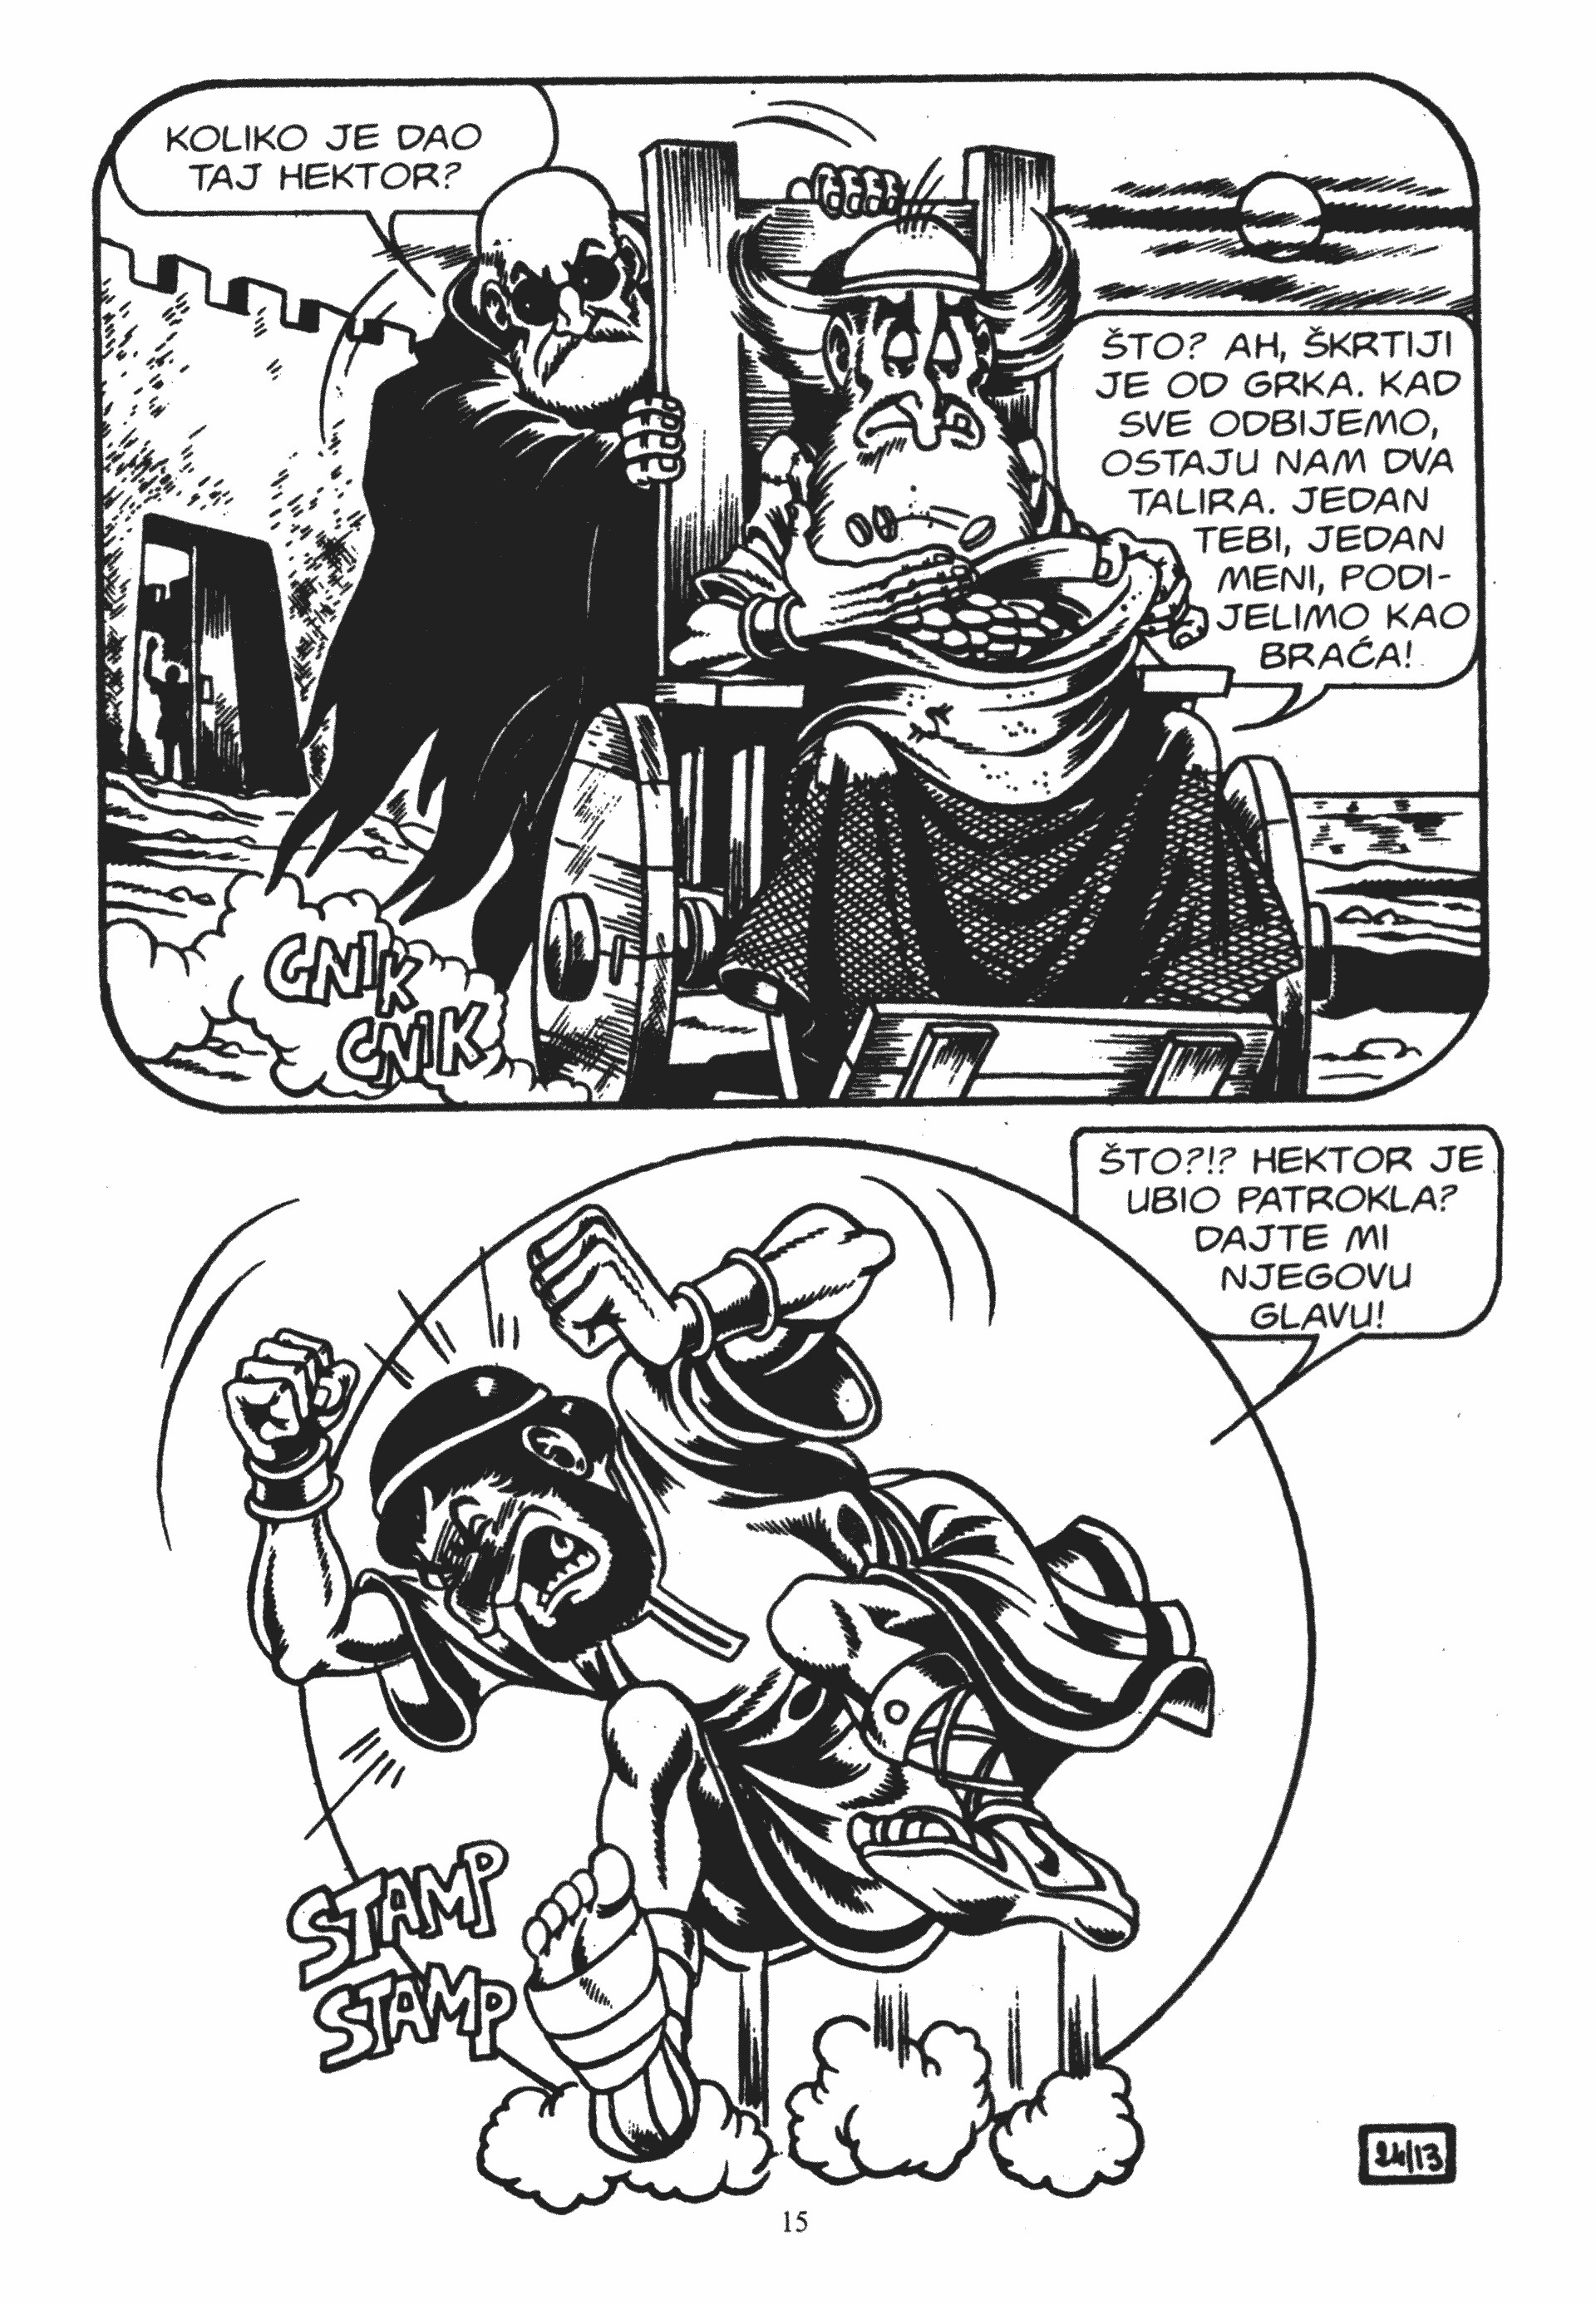 KOLIKO JE DAO
TAJ HEKTOR?
ŠTO? AH, ŠKRTIJI
JE OD GRKA. KAD
SVE ODBIJEMO,
OSTAJU NAM DVA
TALIRA. JEDAN
TEBI, JEDAN
MENI, PODI-
JELIMO KAO
BRAĆA!
GNIK
GNIK
ŠTO?!? HEKTOR JE
UBIO PATROKLA?
DAJTE MI
NJEGOVU
GLAVU!
STAMP
STAMP
24/13
15